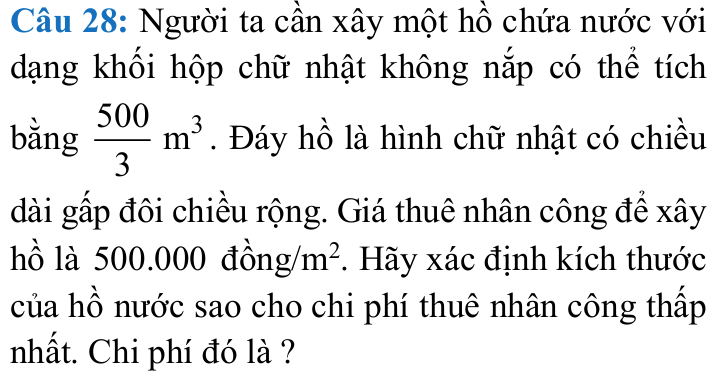 Câu 28: Người ta cần xây một hồ chứa nước với
dạng khối hộp chữ nhật không nắp có thể tích
bằng 500/3 m³. Đáy hồ là hình chữ nhật có chiều
dài gấp đôi chiều rộng. Giá thuê nhân công để xây
hồ là 500.000 đồng/m². Hãy xác định kích thước
của hồ nước sao cho chi phí thuê nhân công thấp
nhất. Chi phí đó là ?